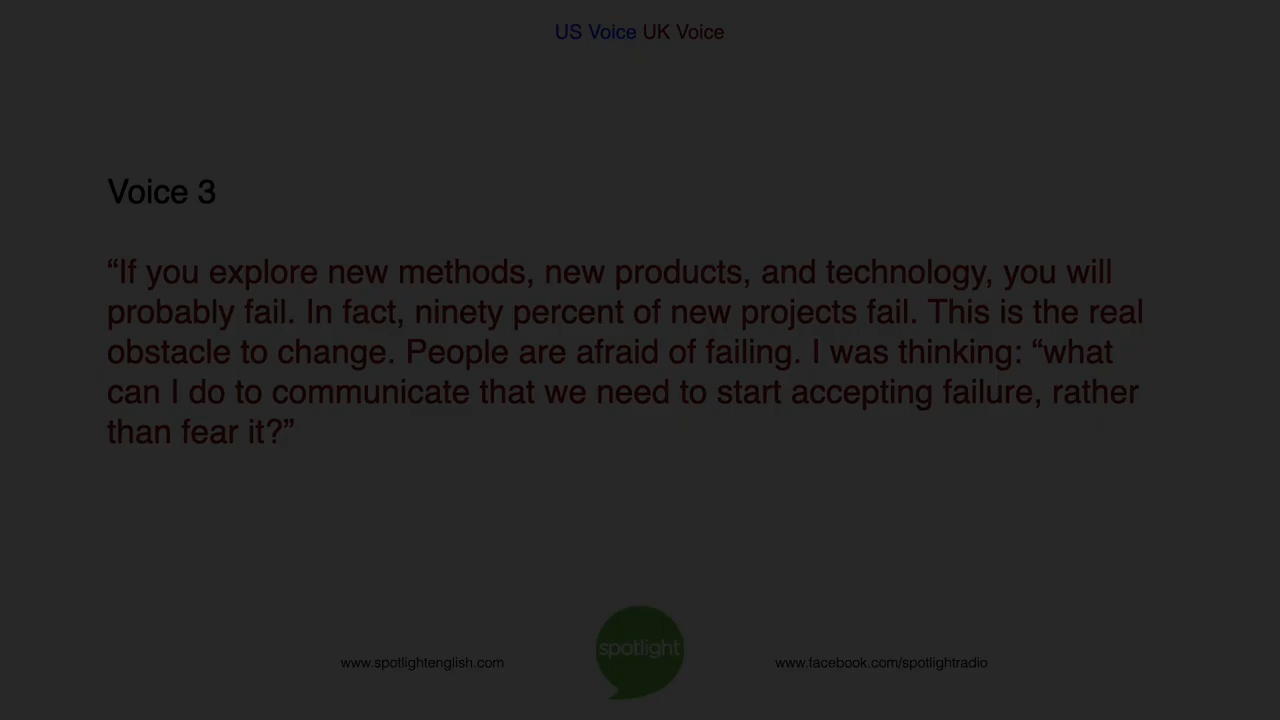 US Voice UK Voice
Voice 3
“If you explore new methods, new products, and technology, you will
probably fail. In fact, ninety percent of new projects fail. This is the real
obstacle to change. People are afraid of failing. I was thinking: “what
can I do to communicate that we need to start accepting failure, rather
than fear it?”
spotlight
www.spotlightenglish.com
www.facebook.com/spotlightradio